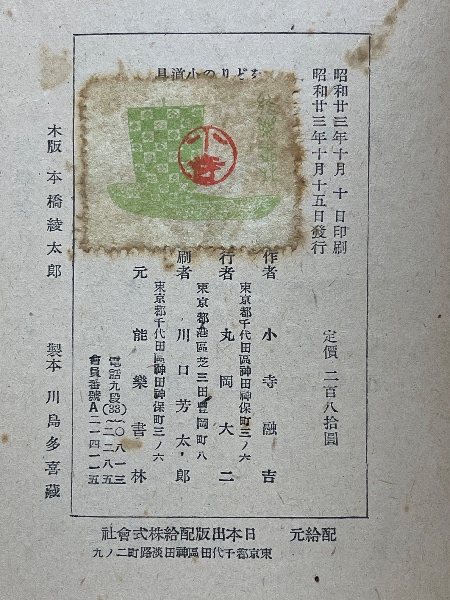 昭和廿三年十月 十 日印刷
昭和廿三年十月十五日發行
定價 二百八十圓
をどりの小道具
小寺
作者 小寺融吉
東京都千代田區神田神保町三ノ六
行者 丸岡大二
東京都港區芝三田豐岡町八
刷者 川口芳太郎
東京都千代田區神田神保町三ノ六
元 能樂書林
電話九段(33)〇八一三
二二八五
會員番號A二一四一一五
木版 本橋綾太郎
製本 川島多喜藏
配給元 日本出版配給株式會社
東京都千代田區神田淡路町二ノ九